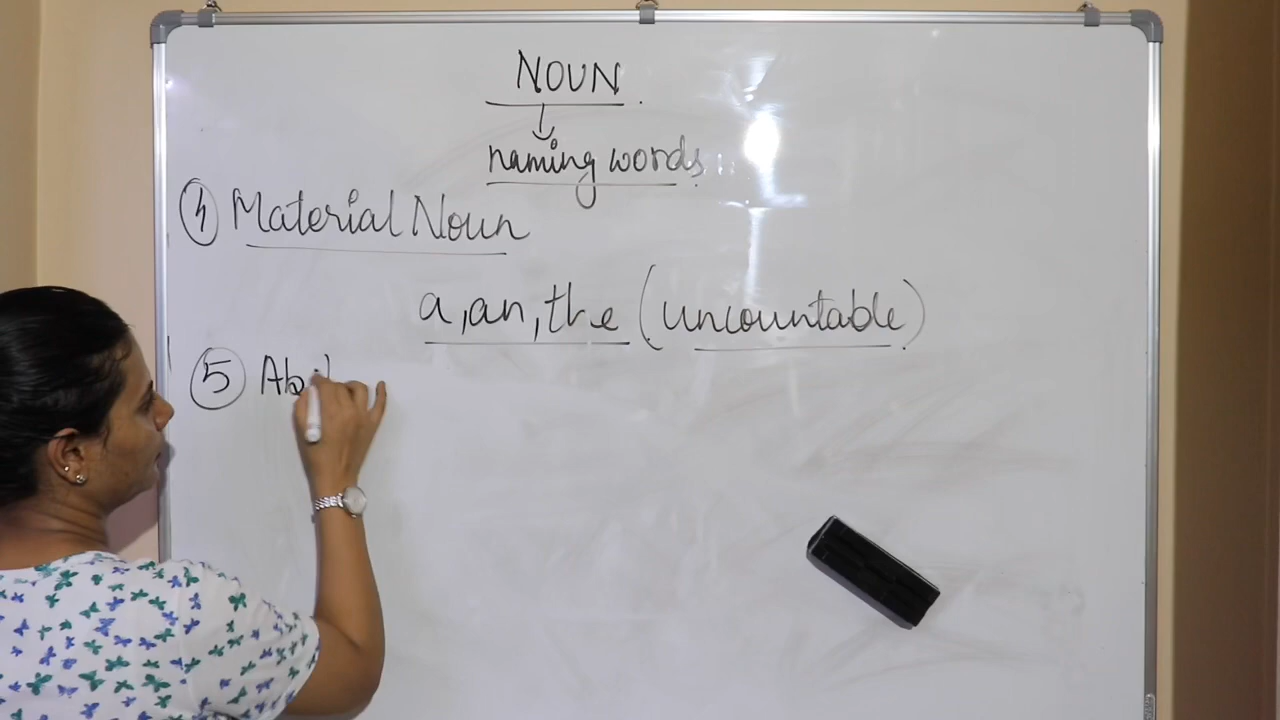 NOUN
naming words
4 Material Noun
a, an, the (uncountable)
5 Ab